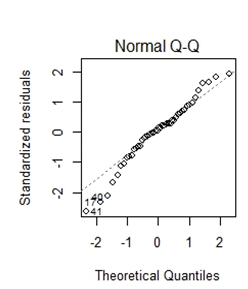 Normal Q-Q
Standardized residuals
2
1
0
-1
-2
41
-2 -1 0 1 2
Theoretical Quantiles